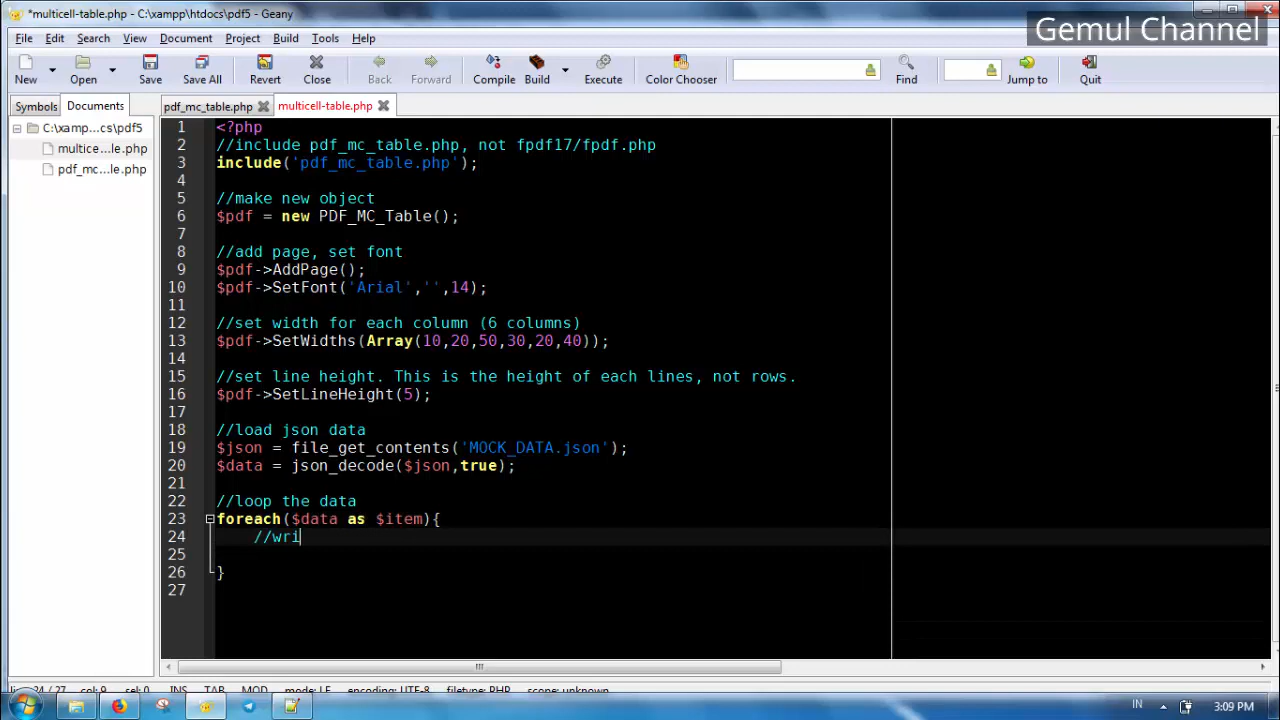 *multicell-table.php - C:\xampp\htdocs\pdf5 - Geany
Gemul Channel
File Edit Search View Document Project Build Tools Help
New Open Save Save All Revert Close Back Forward Compile Build Execute Color Chooser Find Jump to Quit
Symbols Documents pdf_mc_table.php multicell-table.php
C:\xamp...cs\pdf5
multice...le.php
pdf_mc...le.php
1 <?php
2 //include pdf_mc_table.php, not fpdf17/fpdf.php
3 include('pdf_mc_table.php');
4
5 //make new object
6 $pdf = new PDF_MC_Table();
7
8 //add page, set font
9 $pdf->AddPage();
10 $pdf->SetFont('Arial','',14);
11
12 //set width for each column (6 columns)
13 $pdf->SetWidths(Array(10,20,50,30,20,40));
14
15 //set line height. This is the height of each lines, not rows.
16 $pdf->SetLineHeight(5);
17
18 //load json data
19 $json = file_get_contents('MOCK_DATA.json');
20 $data = json_decode($json,true);
21
22 //loop the data
23 foreach($data as $item){
24 //wri
25
26 }
27
24 / 27 col: 9 sel: 0 INS TAB MOD mode: LF encoding: UTF-8 filetype: PHP scope: unknown
IN 3:09 PM